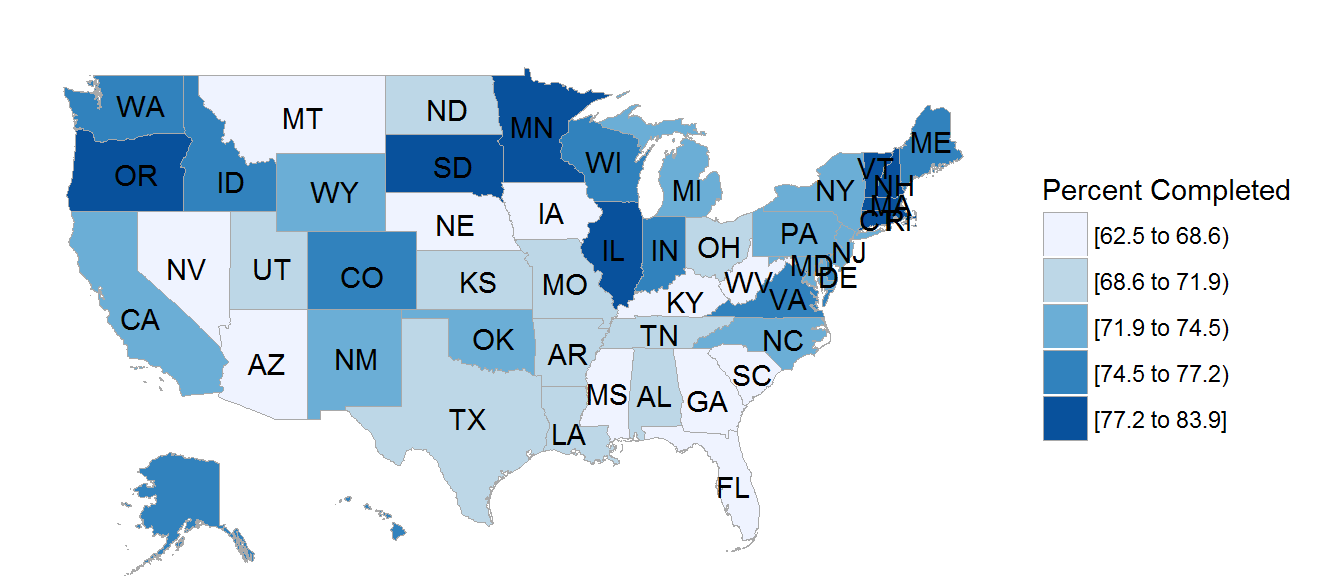 WA
MT
ND
MN
ME
OR
ID
SD
WI
VT
NH
WY
MI
NY
MA
NE
IA
CT
RI
NV
UT
CO
KS
MO
IL
IN
OH
PA
NJ
MD
DE
WV
VA
KY
CA
AZ
NM
OK
AR
TN
NC
SC
TX
LA
MS
AL
GA
FL
Percent Completed
[62.5 to 68.6)
[68.6 to 71.9)
[71.9 to 74.5)
[74.5 to 77.2)
[77.2 to 83.9]